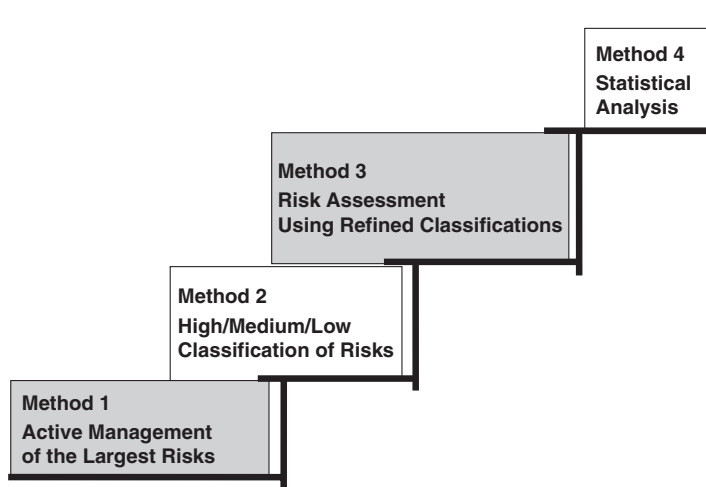 Method 4
Statistical
Analysis
Method 3
Risk Assessment
Using Refined Classifications
Method 2
High/Medium/Low
Classification of Risks
Method 1
Active Management
of the Largest Risks